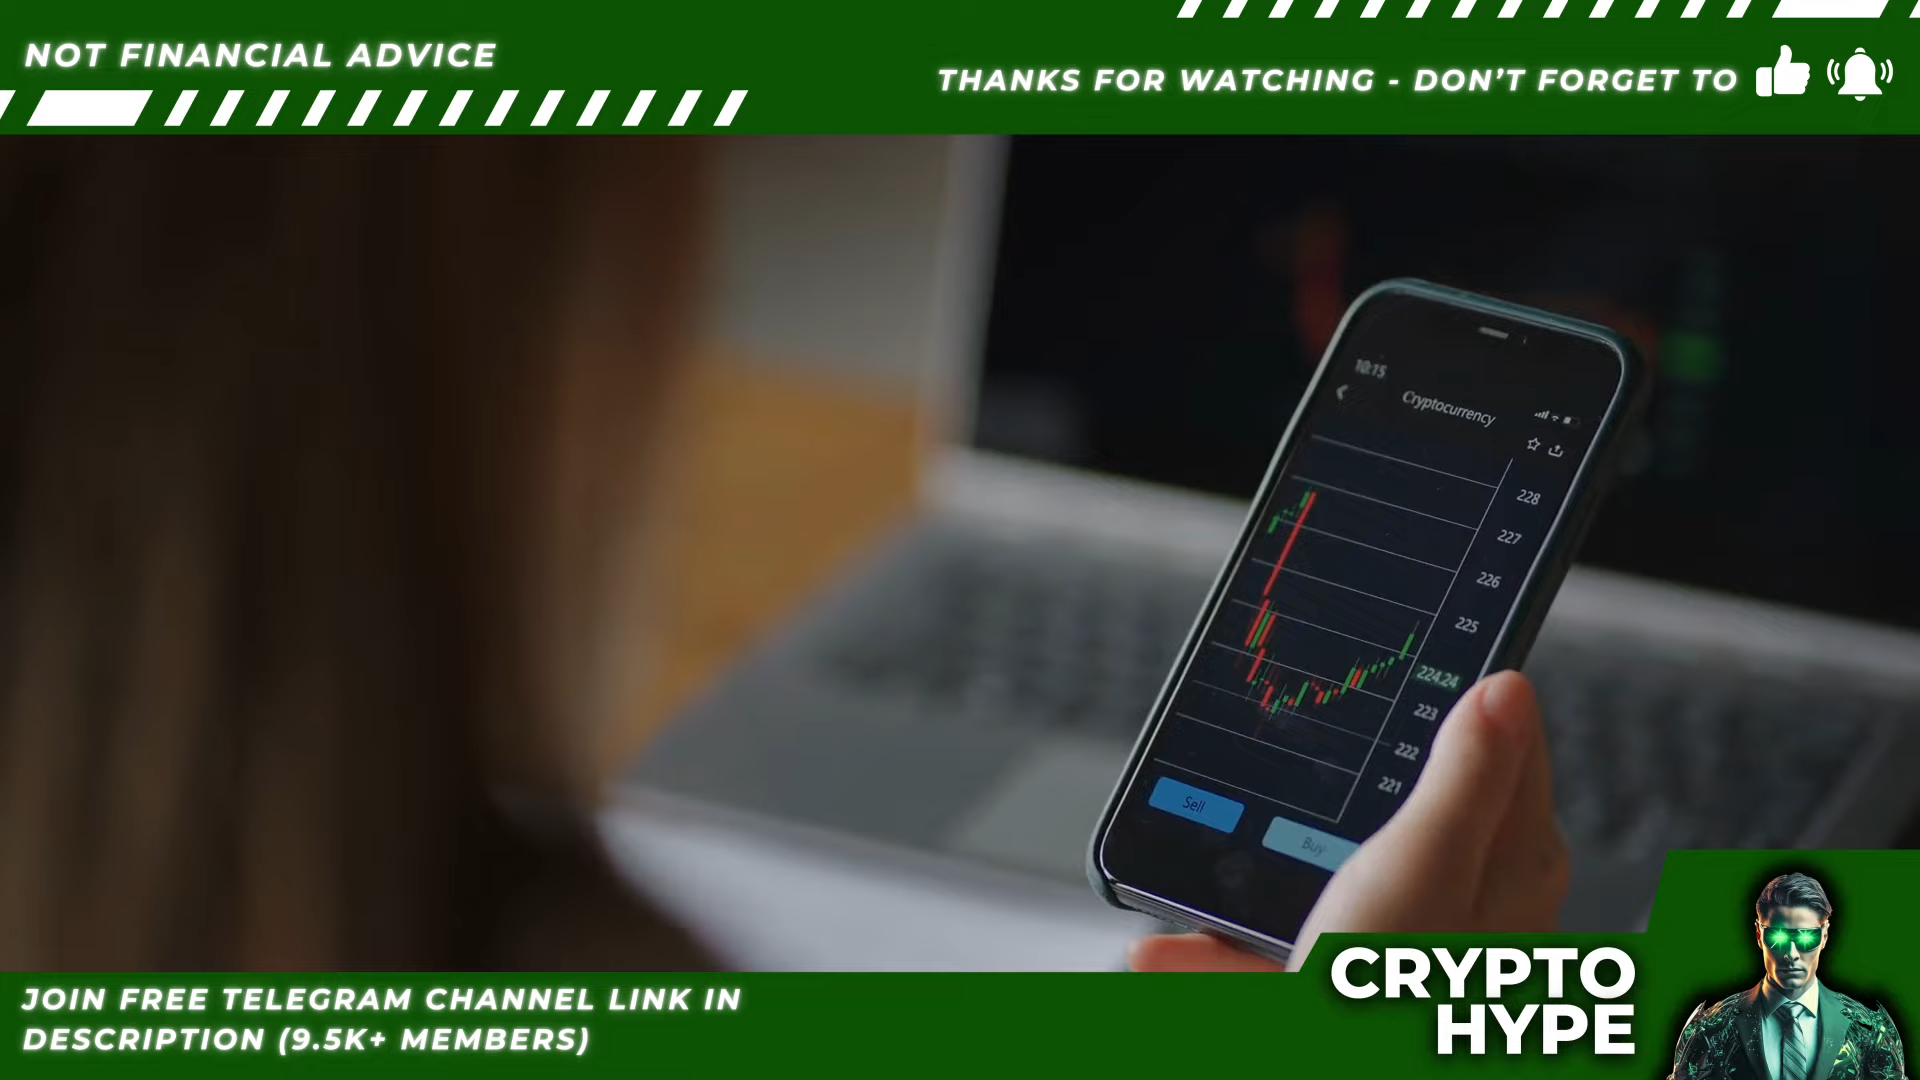 NOT FINANCIAL ADVICE
THANKS FOR WATCHING - DON'T FORGET TO
10:15
Cryptocurrency
228
227
226
225
224.24
223
222
221
Sell
Buy
JOIN FREE TELEGRAM CHANNEL LINK IN
DESCRIPTION (9.5K+ MEMBERS)
CRYPTO
HYPE